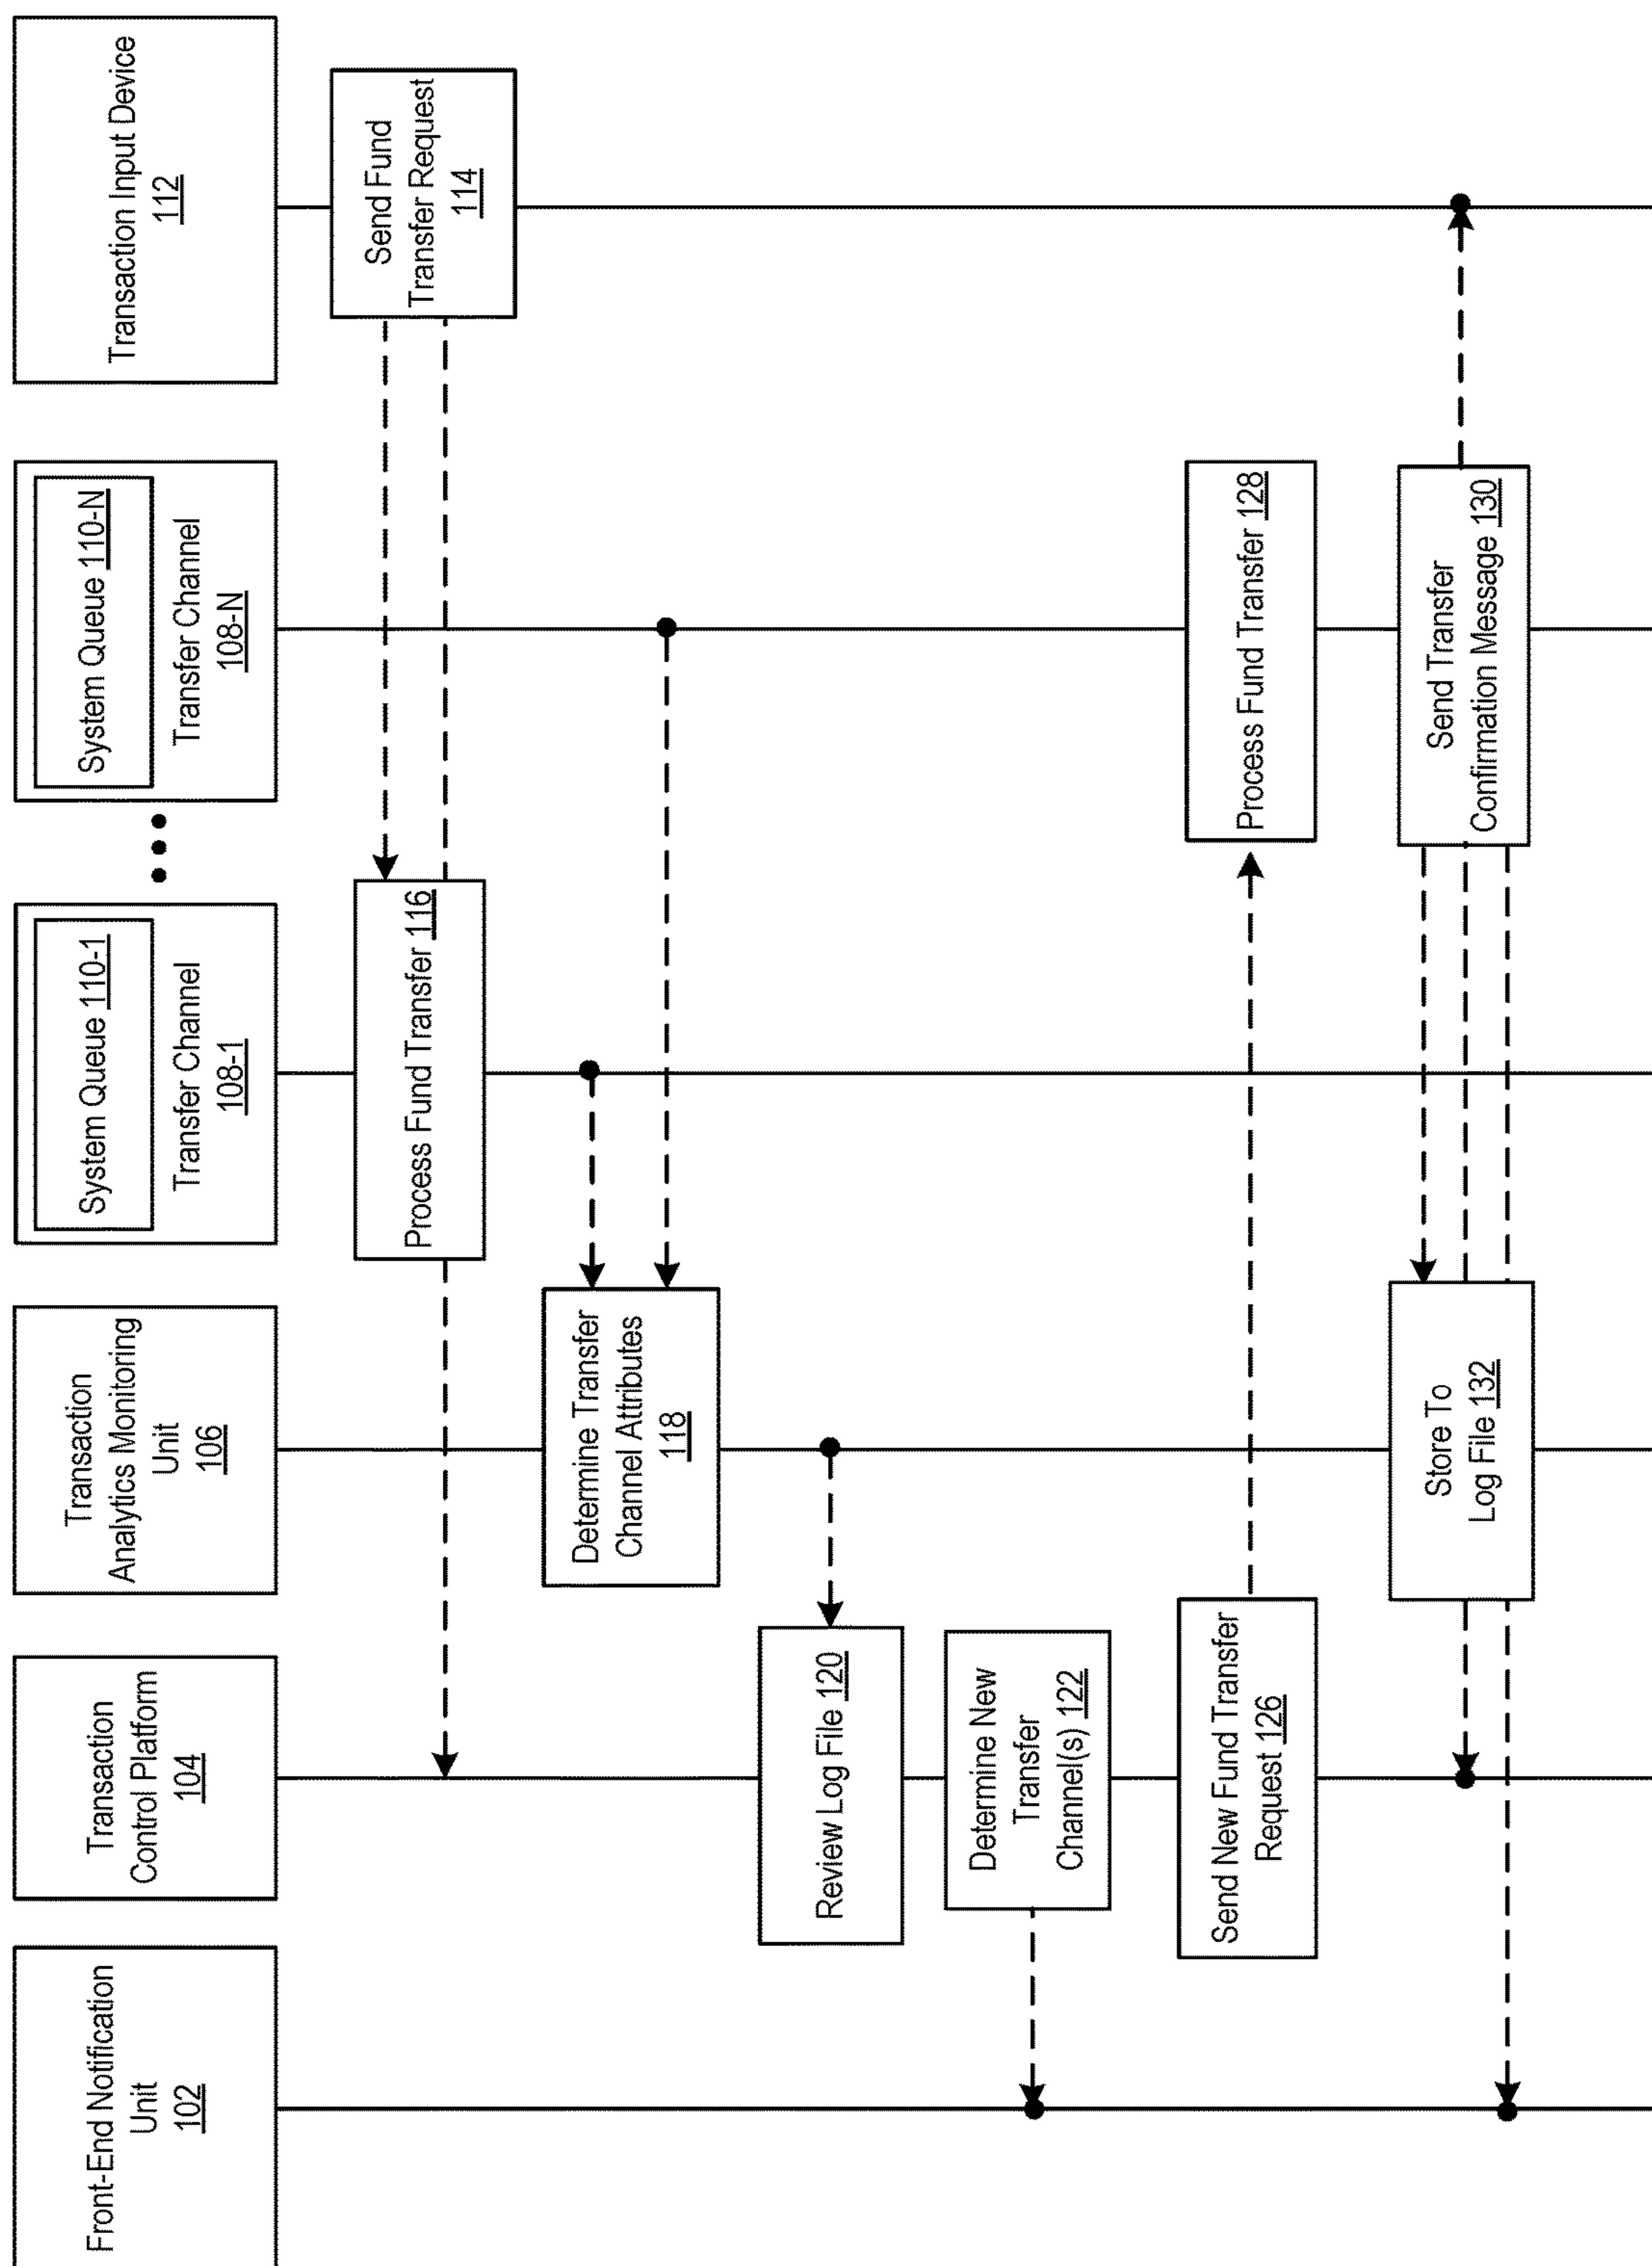 Front-End Notification
Unit
102
Transaction
Control Platform
104
Transaction
Analytics Monitoring
Unit
106
System Queue 110-1
Transfer Channel
108-1
System Queue 110-N
Transfer Channel
108-N
Transaction Input Device
112
Send Fund
Transfer Request
114
Process Fund Transfer 116
Determine Transfer
Channel Attributes
118
Review Log File 120
Determine New
Transfer
Channel(s) 122
Send New Fund Transfer
Request 126
Process Fund Transfer 128
Send Transfer
Confirmation Message 130
Store To
Log File 132